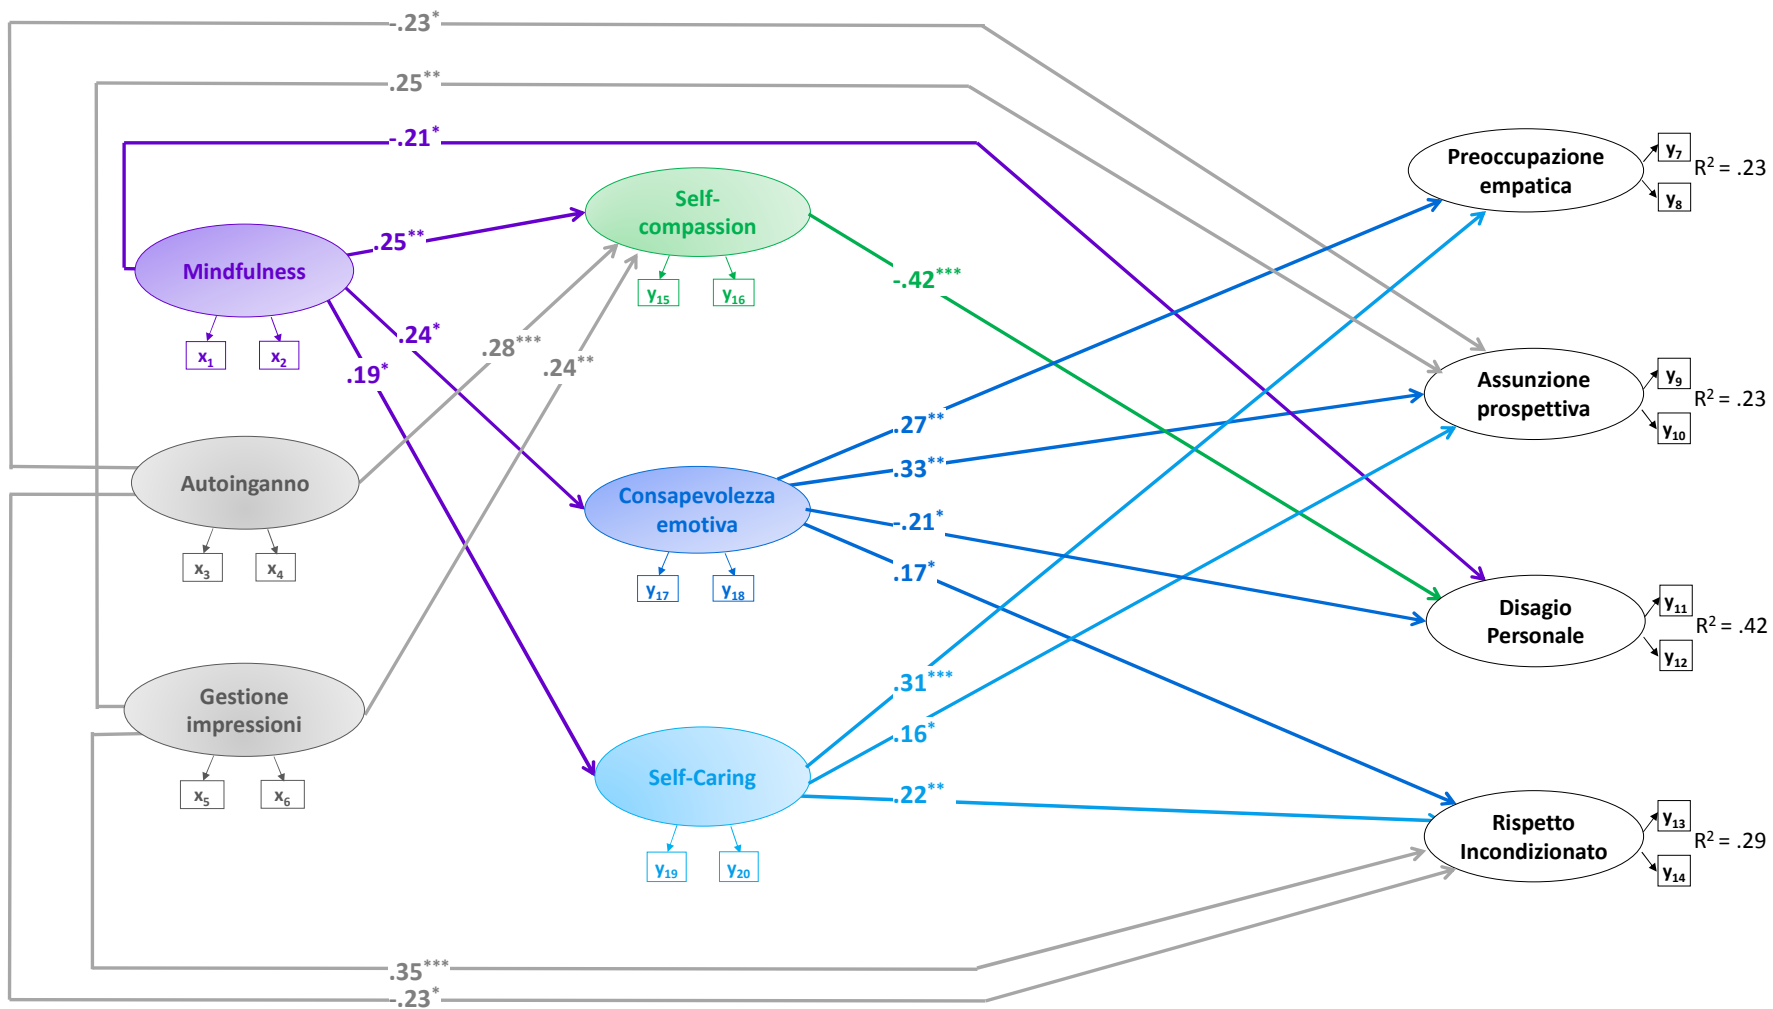 -.23*
.25**
-.21*
Preoccupazione
empatica
y7
y8
R² = .23
Self-
compassion
y15
y16
Mindfulness
x1
x2
.25**
.24*
.19*
.28***
.24**
-.42***
Assunzione
prospettiva
y9
y10
R² = .23
Autoinganno
x3
x4
Consapevolezza
emotiva
y17
y18
.27**
.33**
-.21*
.17*
Disagio
Personale
y11
y12
R² = .42
Gestione
impressioni
x5
x6
Self-Caring
y19
y20
.31***
.16*
.22**
Rispetto
Incondizionato
y13
y14
R² = .29
.35***
-.23*